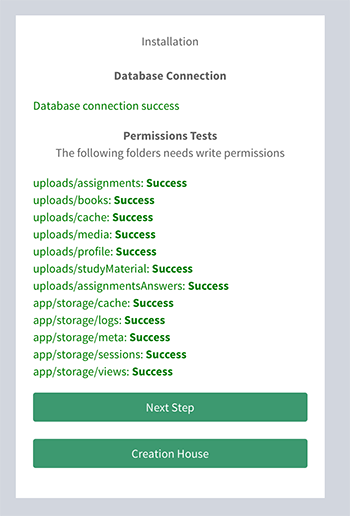 Installation
Database Connection
Database connection success
Permissions Tests
The following folders needs write permissions
uploads/assignments: Success
uploads/books: Success
uploads/cache: Success
uploads/media: Success
uploads/profile: Success
uploads/studyMaterial: Success
uploads/assignmentsAnswers: Success
app/storage/cache: Success
app/storage/logs: Success
app/storage/meta: Success
app/storage/sessions: Success
app/storage/views: Success
Next Step
Creation House